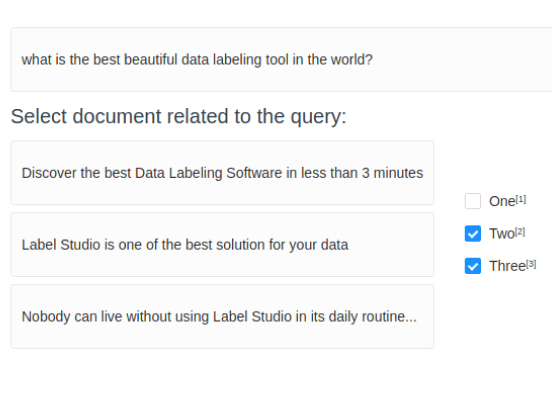 what is the best beautiful data labeling tool in the world?
Select document related to the query:
Discover the best Data Labeling Software in less than 3 minutes
Label Studio is one of the best solution for your data
Nobody can live without using Label Studio in its daily routine...
One[1]
Two[2]
Three[3]